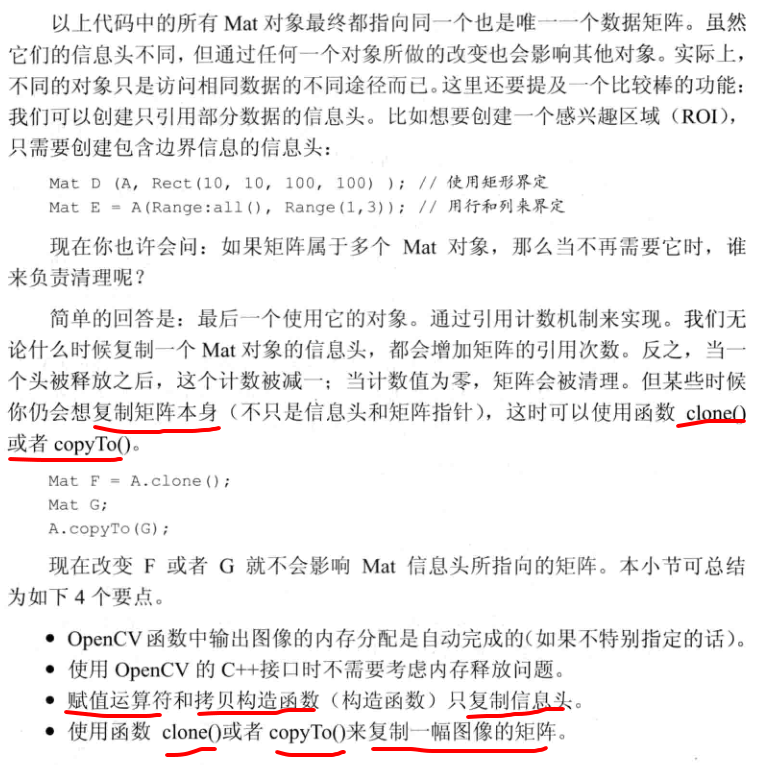 以上代码中的所有 Mat 对象最终都指向同一个也是唯一一个数据矩阵。虽然
它们的信息头不同，但通过任何一个对象所做的改变也会影响其他对象。实际上，
不同的对象只是访问相同数据的不同途径而已。这里还要提及一个比较棒的功能：
我们可以创建只引用部分数据的信息头。比如想要创建一个感兴趣区域（ROI），
只需要创建包含边界信息的信息头：
Mat D (A, Rect(10, 10, 100, 100) ); // 使用矩形界定
Mat E = A(Range:all(), Range(1,3)); // 用行和列来界定
现在你也许会问：如果矩阵属于多个 Mat 对象，那么当不再需要它时，谁
来负责清理呢？
简单的回答是：最后一个使用它的对象。通过引用计数机制来实现。我们无
论什么时候复制一个 Mat 对象的信息头，都会增加矩阵的引用次数。反之，当一
个头被释放之后，这个计数被减一；当计数值为零，矩阵会被清理。但某些时候
你仍会想复制矩阵本身（不只是信息头和矩阵指针），这时可以使用函数 clone()
或者 copyTo()。
Mat F = A.clone();
Mat G;
A.copyTo(G);
现在改变 F 或者 G 就不会影响 Mat 信息头所指向的矩阵。本小节可总结
为如下 4 个要点。
● OpenCV 函数中输出图像的内存分配是自动完成的（如果不特别指定的话）。
● 使用 OpenCV 的 C++接口时不需要考虑内存释放问题。
● 赋值运算符和拷贝构造函数（构造函数）只复制信息头。
● 使用函数 clone()或者 copyTo()来复制一幅图像的矩阵。